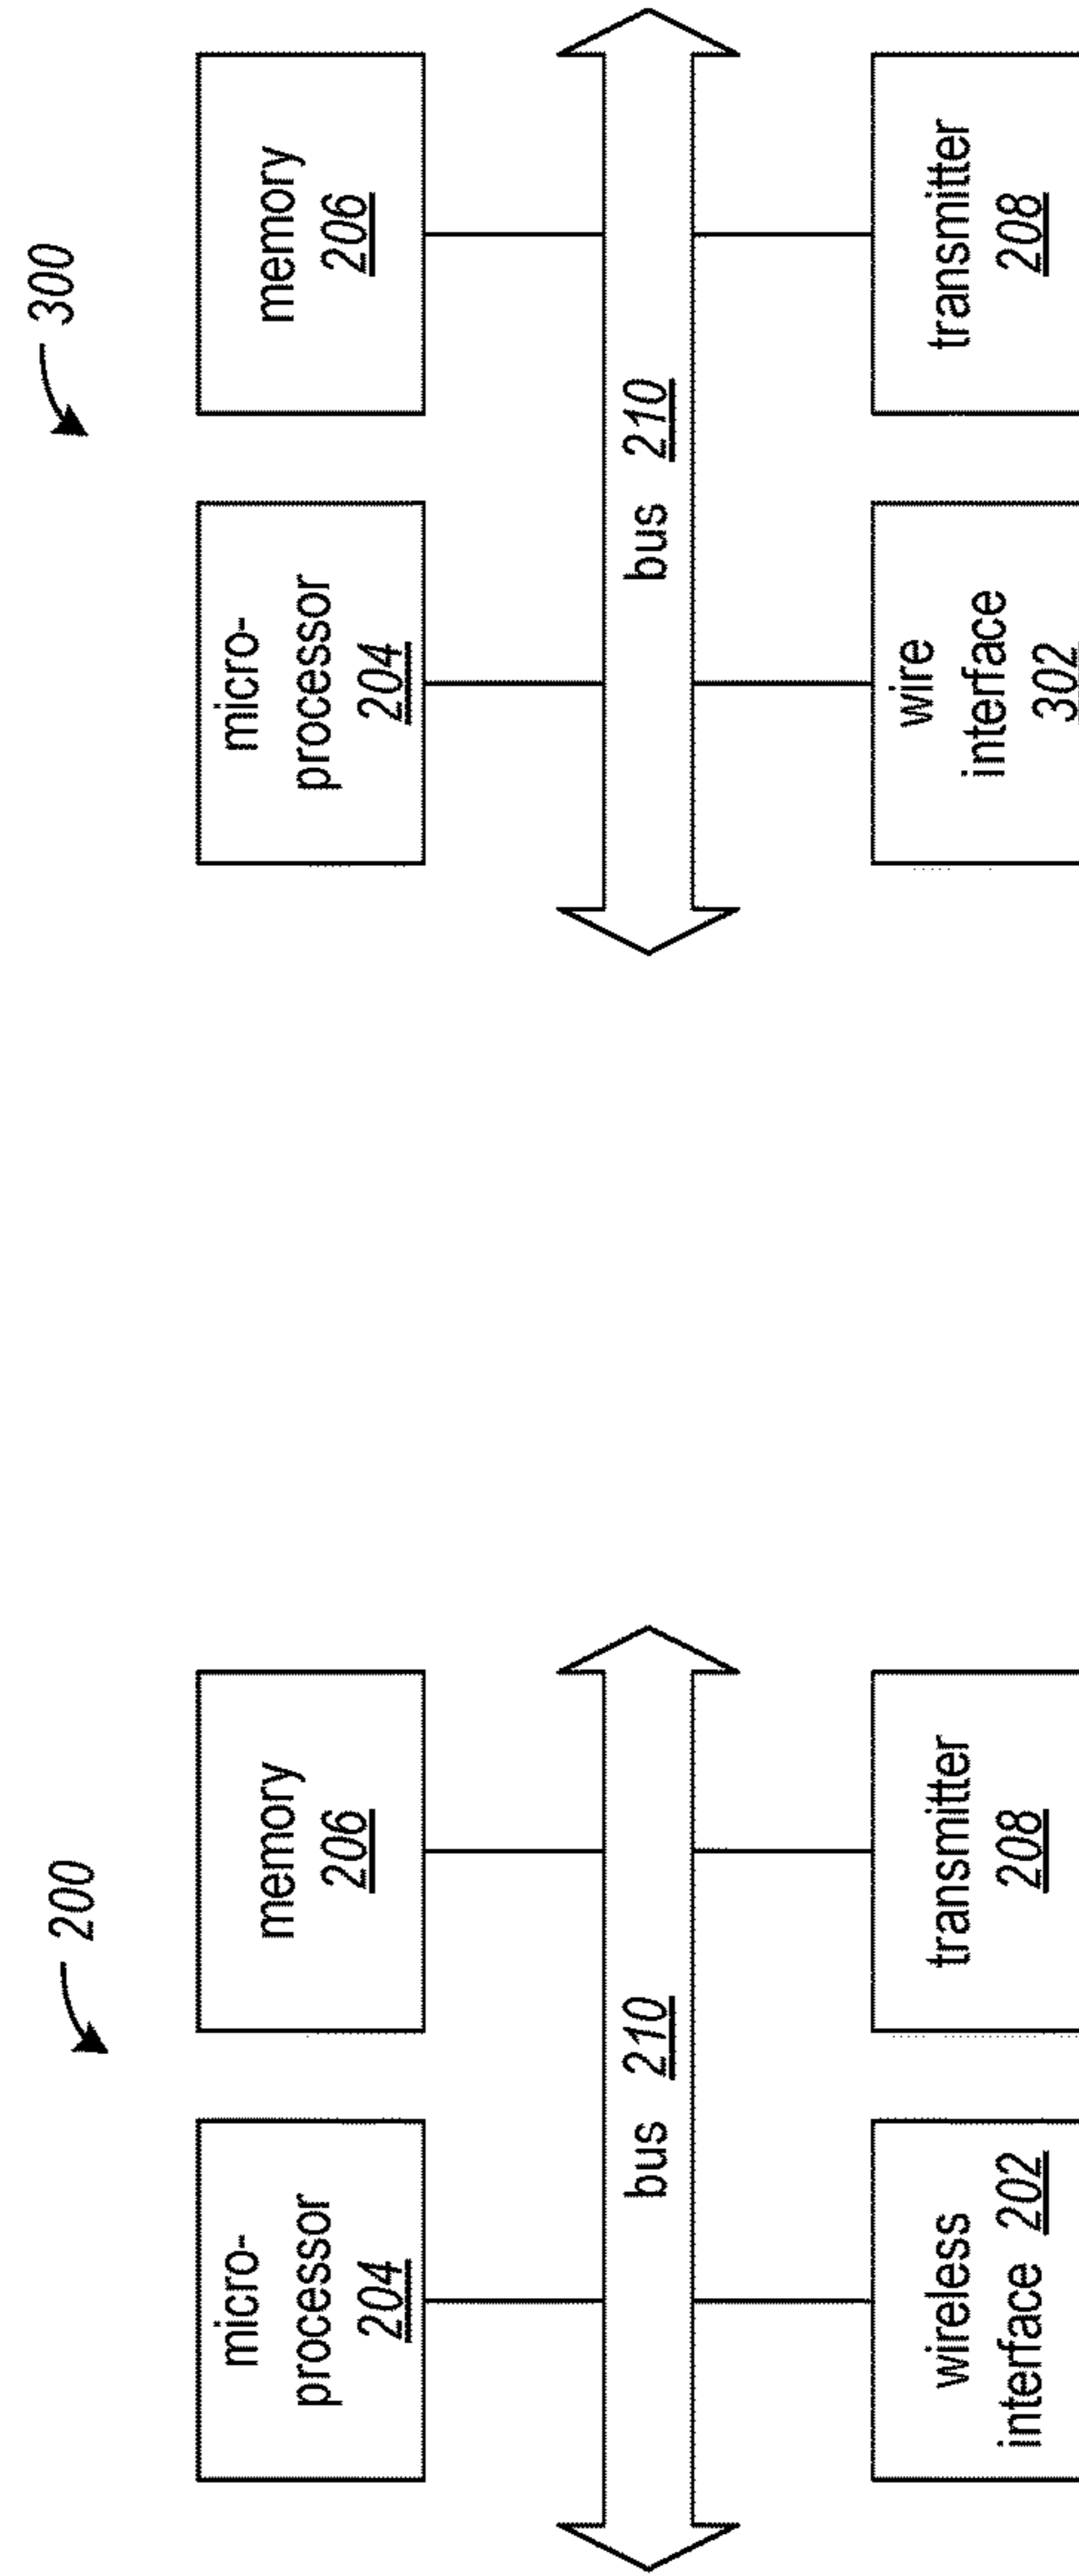 200
micro-
processor
204
memory
206
bus 210
wireless
interface 202
transmitter
208
300
micro-
processor
204
memory
206
bus 210
wire
interface
302
transmitter
208